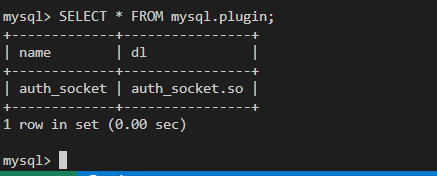 mysql> SELECT * FROM mysql.plugin;
+-------------+----------------+
| name        | dl             |
+-------------+----------------+
| auth_socket | auth_socket.so |
+-------------+----------------+
1 row in set (0.00 sec)
mysql>